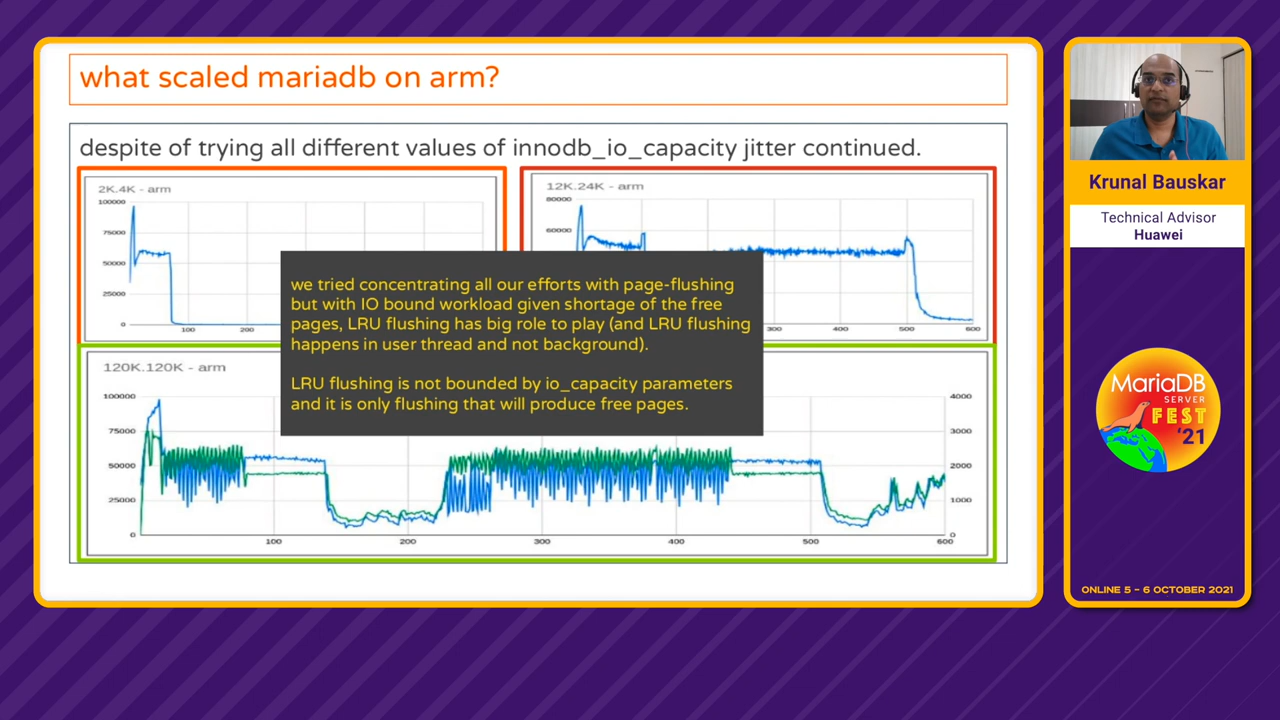 what scaled mariadb on arm?
despite of trying all different values of innodb_io_capacity jitter continued.
2K.4K - arm
100000
75000
50000
25000
0
100
200
12K.24K - arm
80000
60000
300
400
500
600
we tried concentrating all our efforts with page-flushing
but with IO bound workload given shortage of the free
pages, LRU flushing has big role to play (and LRU flushing
happens in user thread and not background).
LRU flushing is not bounded by io_capacity parameters
and it is only flushing that will produce free pages.
120K.120K - arm
100000
75000
50000
25000
0
4000
3000
2000
1000
0
100
200
300
400
500
600
Krunal Bauskar
Technical Advisor
Huawei
MariaDB
SERVER
FEST
'21
ONLINE 5 – 6 OCTOBER 2021